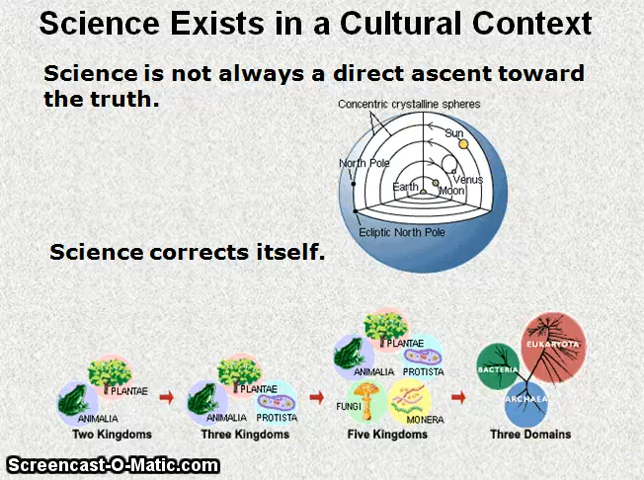 Science Exists in a Cultural Context
Science is not always a direct ascent toward
the truth.
Concentric crystalline spheres
Sun
North Pole
Venus
Earth
Moon
Ecliptic North Pole
Science corrects itself.
PLANTAE
ANIMALIA
Two Kingdoms
PLANTAE
ANIMALIA
PROTISTA
Three Kingdoms
PLANTAE
ANIMALIA
PROTISTA
FUNGI
MONERA
Five Kingdoms
EUKARYOTA
BACTERIA
ARCHAEA
Three Domains
Screencast-O-Matic.com